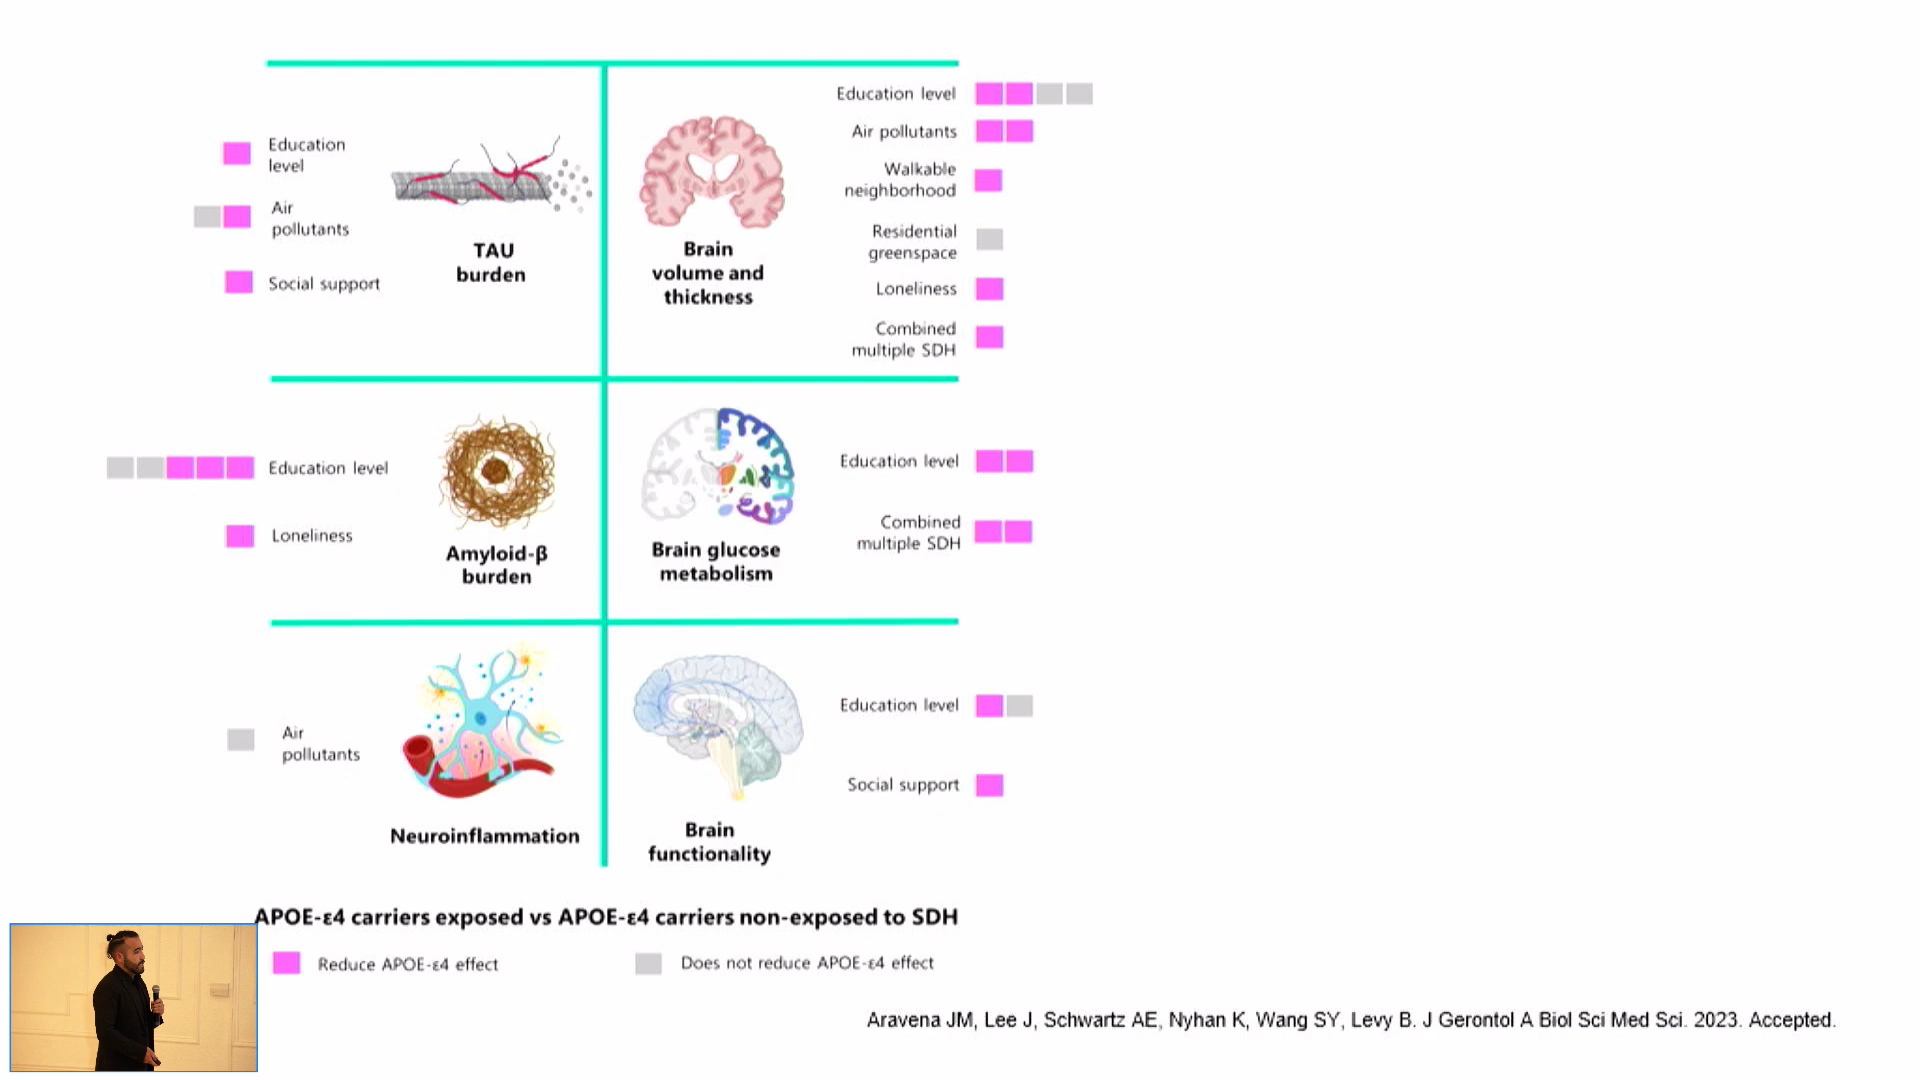 Education
level
Air
pollutants
Social support
TAU
burden
Brain
volume and
thickness
Education level
Air pollutants
Walkable
neighborhood
Residential
greenspace
Loneliness
Combined
multiple SDH
Education level
Loneliness
Amyloid-β
burden
Brain glucose
metabolism
Education level
Combined
multiple SDH
Air
pollutants
Neuroinflammation
Brain
functionality
Education level
Social support
APOE-ε4 carriers exposed vs APOE-ε4 carriers non-exposed to SDH
Reduce APOE-ε4 effect
Does not reduce APOE-ε4 effect
Aravena JM, Lee J, Schwartz AE, Nyhan K, Wang SY, Levy B. J Gerontol A Biol Sci Med Sci. 2023. Accepted.